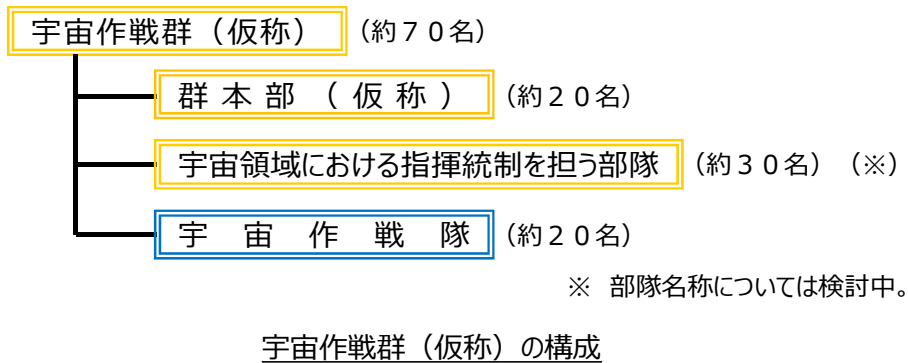 宇宙作戦群（仮称） （約７０名）
群本部（仮称） （約２０名）
宇宙領域における指揮統制を担う部隊 （約３０名）（※）
宇宙作戦隊 （約２０名）
※ 部隊名称については検討中。
宇宙作戦群（仮称）の構成